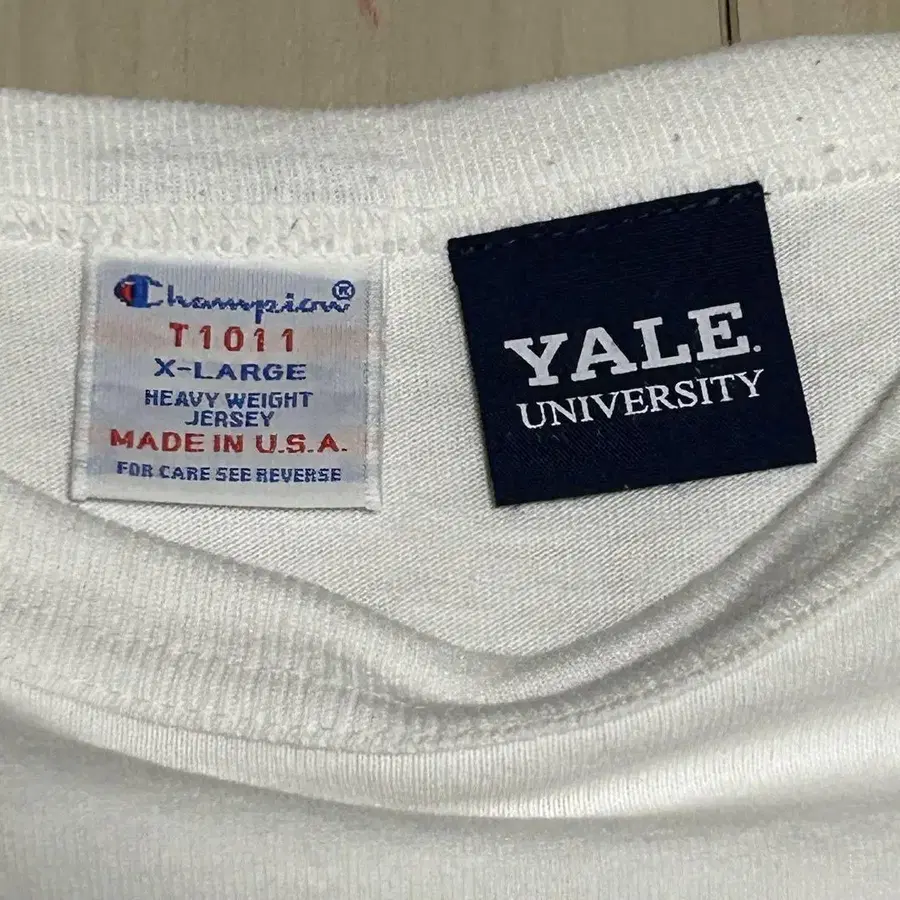 Champion®
T1011
X-LARGE
HEAVY WEIGHT
JERSEY
MADE IN U.S.A.
FOR CARE SEE REVERSE
YALE.
UNIVERSITY